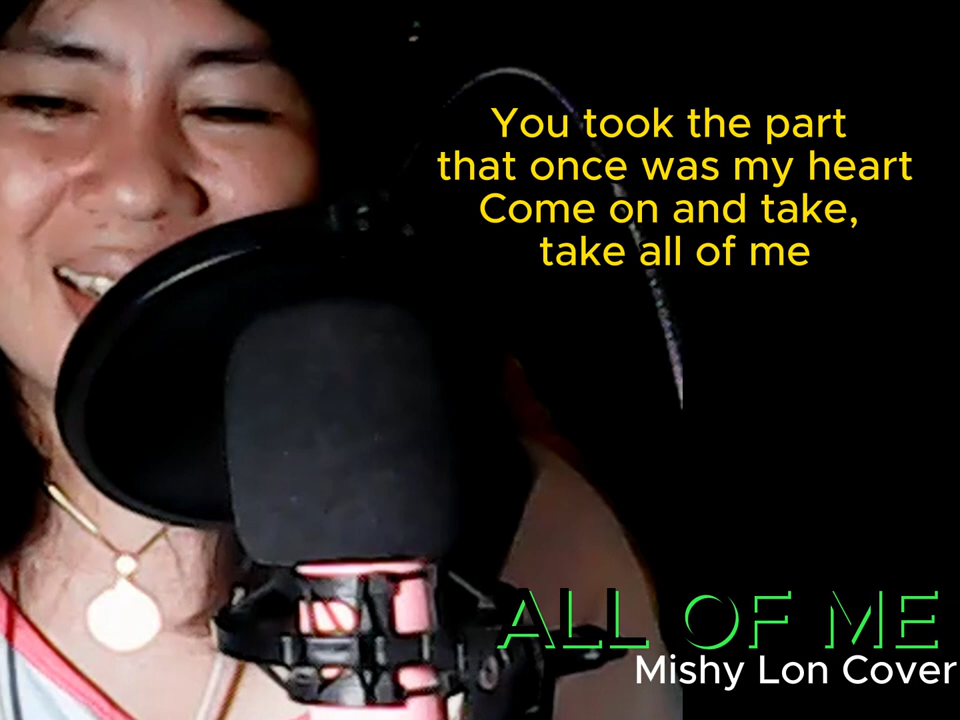 You took the part
that once was my heart
Come on and take,
take all of me
ALL OF ME
Mishy Lon Cover